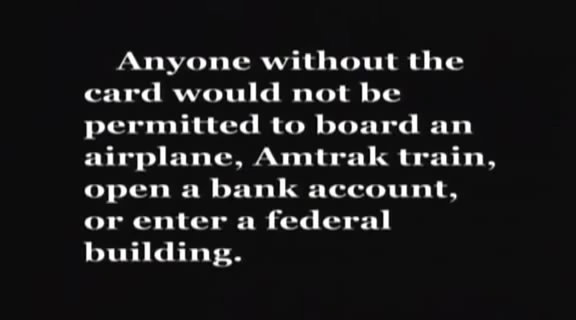 Anyone without the
card would not be
permitted to board an
airplane, Amtrak train,
open a bank account,
or enter a federal
building.